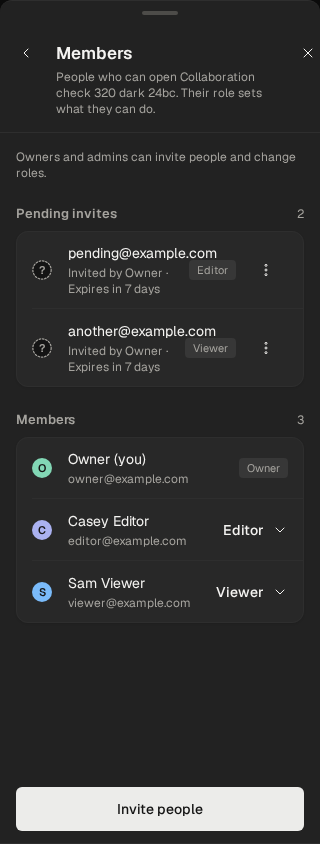 Members
People who can open Collaboration
check 320 dark 24bc. Their role sets
what they can do.
Owners and admins can invite people and change
roles.
Pending invites 2
?
pending@example.com
Invited by Owner ·
Expires in 7 days
Editor
?
another@example.com
Invited by Owner ·
Expires in 7 days
Viewer
Members 3
O
Owner (you)
owner@example.com
Owner
C
Casey Editor
editor@example.com
Editor
S
Sam Viewer
viewer@example.com
Viewer
Invite people